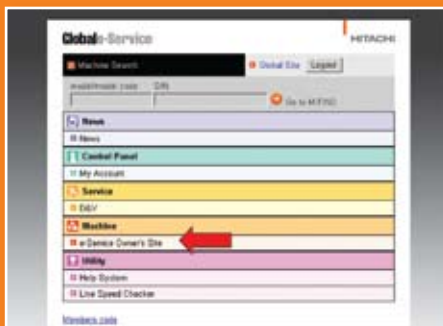 Global e-Service
HITACHI
Machine Search
Global Site Logout
model/model code S/N
Go to M/FIND
News
News
Control Panel
My Account
Service
Machine
e-Service Owner's Site
Utility
Help System
Line Speed Checker
Members code